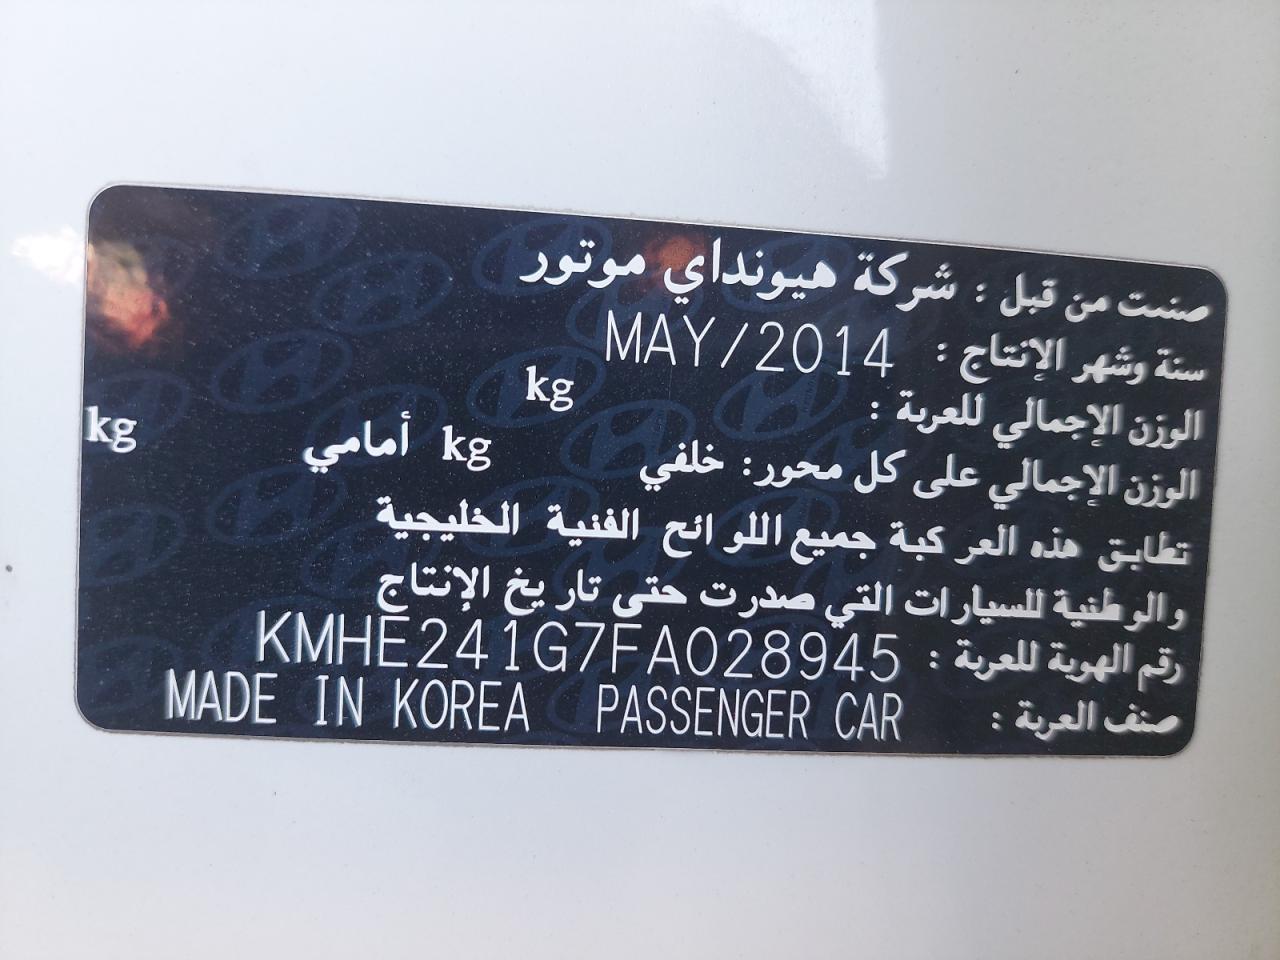 صنعت من قبل : شركة هيونداي موتور
سنة وشهر الإنتاج : MAY/2014
الوزن الإجمالي للعربة : kg
الوزن الإجمالي على كل محور: خلفي kg أمامي kg
تطابق هذه العركبة جميع اللوائح الفنية الخليجية
والوطنية للسيارات التي صدرت حتى تاريخ الإنتاج
رقم الهوية للعربة : KMHE241G7FA028945
صنف العربة : PASSENGER CAR MADE IN KOREA